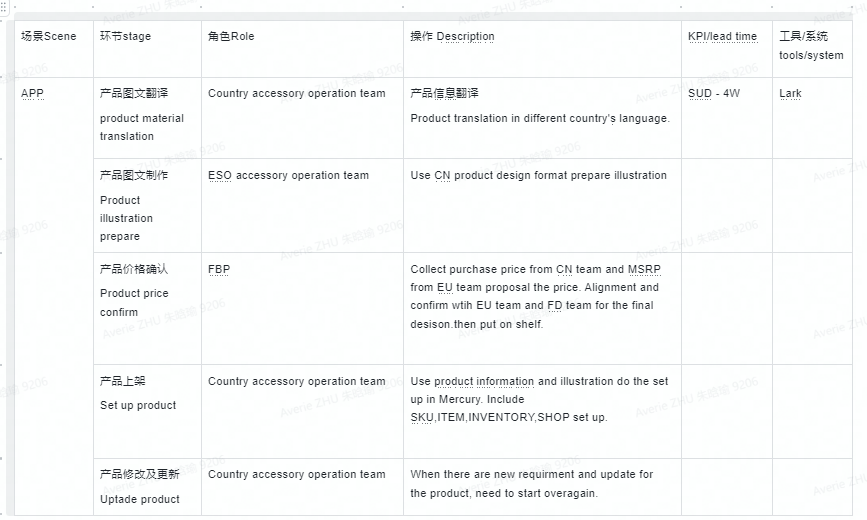 场景Scene
环节stage
角色Role
操作 Description
KPI/lead time
工具/系统
tools/system
APP
产品图文翻译
product material
translation
Country accessory operation team
产品信息翻译
Product translation in different country's language.
SUD - 4W
Lark
产品图文制作
Product
illustration
prepare
ESO accessory operation team
Use CN product design format prepare illustration
产品价格确认
Product price
confirm
FBP
Collect purchase price from CN team and MSRP
from EU team proposal the price. Alignment and
confirm wtih EU team and FD team for the final
desison.then put on shelf.
产品上架
Set up product
Country accessory operation team
Use product information and illustration do the set
up in Mercury. Include
SKU,ITEM,INVENTORY,SHOP set up.
产品修改及更新
Uptade product
Country accessory operation team
When there are new requirment and update for
the product, need to start overagain.